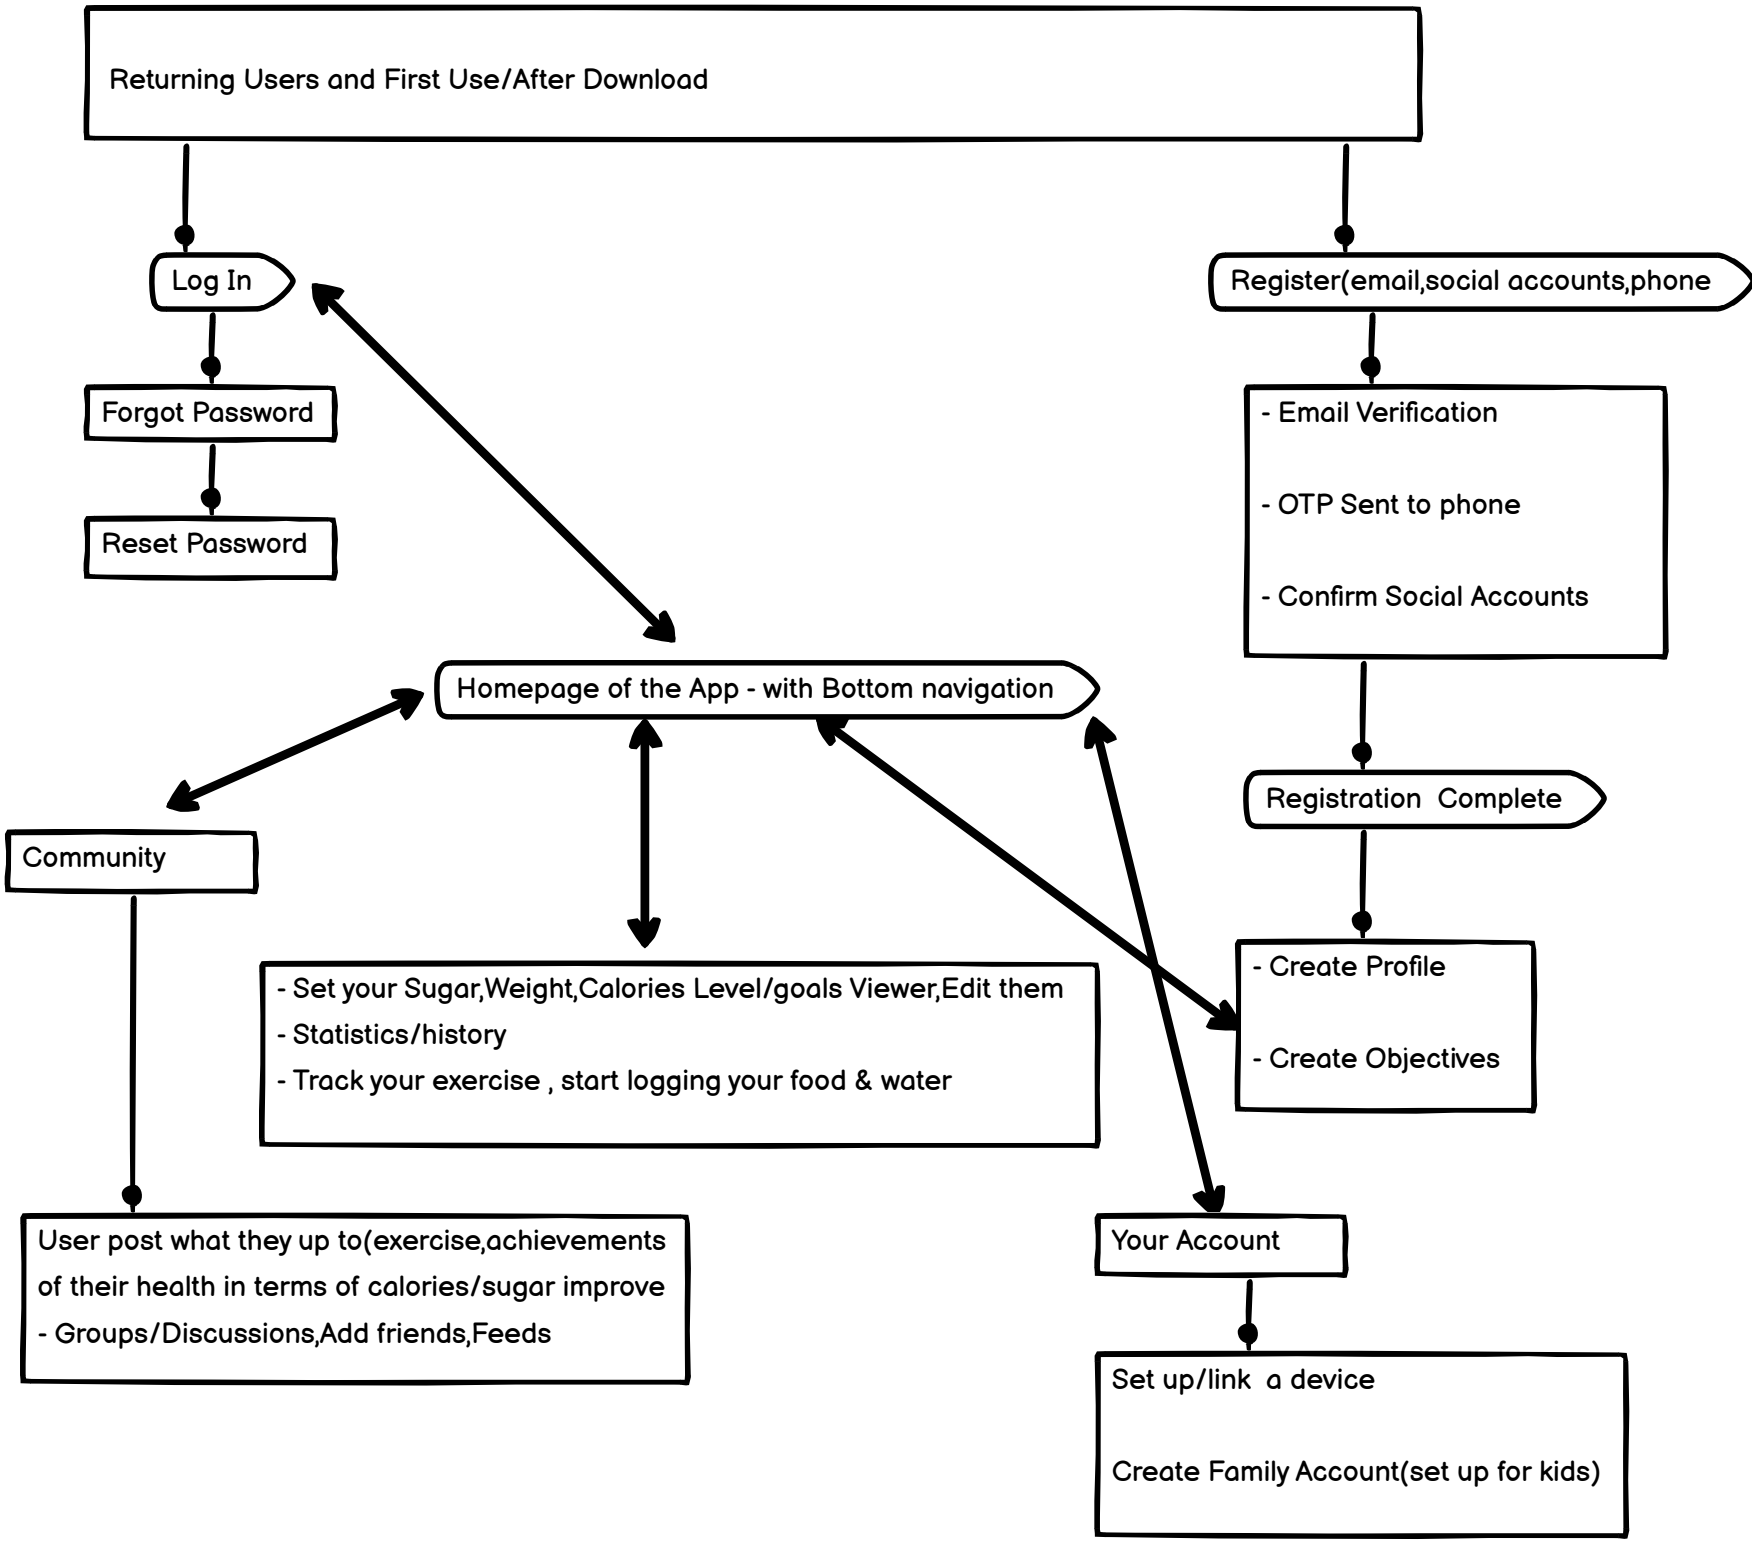 Returning Users and First Use/After Download
Log In
Register(email,social accounts,phone
Forgot Password
- Email Verification
- OTP Sent to phone
Reset Password
- Confirm Social Accounts
Homepage of the App - with Bottom navigation
Registration  Complete
Community
- Set your Sugar,Weight,Calories Level/goals Viewer,Edit them
- Statistics/history
- Track your exercise , start logging your food & water
- Create Profile
- Create Objectives
User post what they up to(exercise,achievements
of their health in terms of calories/sugar improve
- Groups/Discussions,Add friends,Feeds
Your Account
Set up/link  a device
Create Family Account(set up for kids)